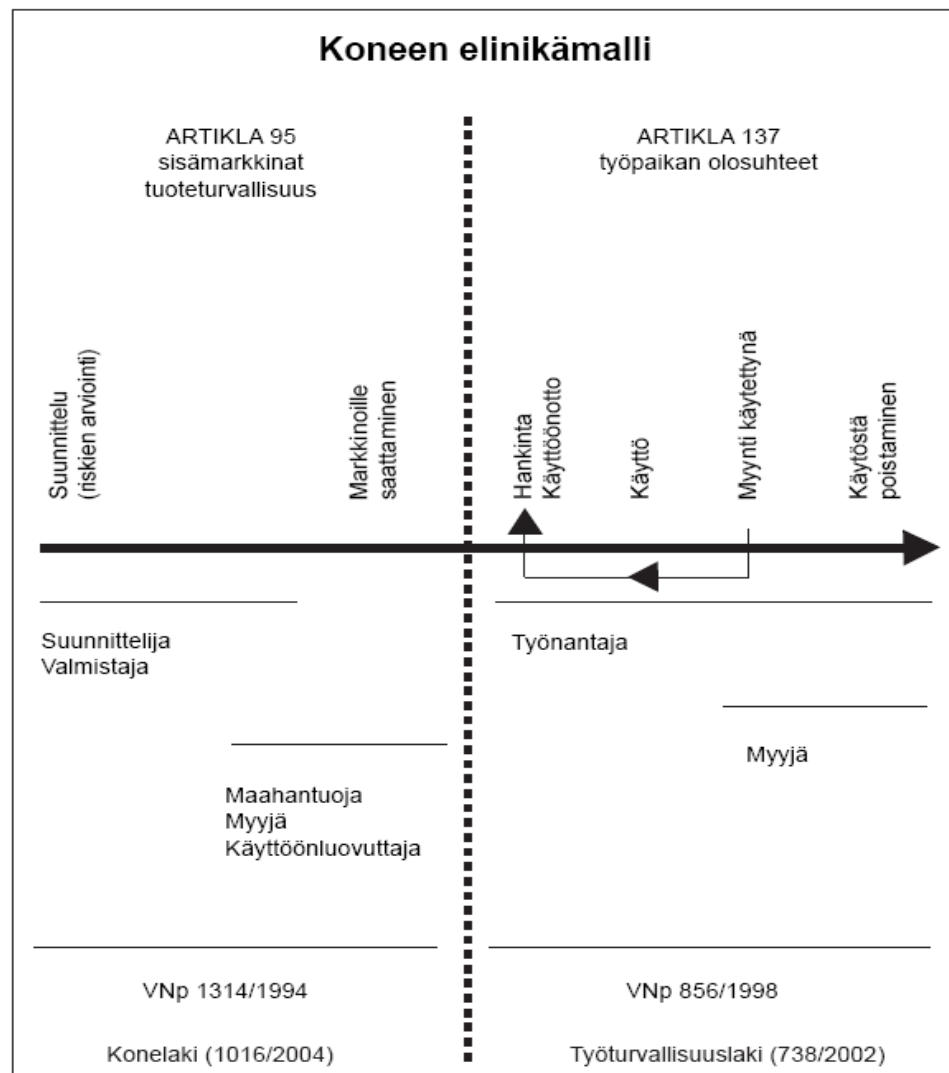 Koneen elinikämalli
ARTIKLA 95
sisämarkkinat
tuoteturvallisuus
ARTIKLA 137
työpaikan olosuhteet
Suunnittelu
(riskien arviointi)
Markkinoille
saattaminen
Hankinta
Käyttöönotto
Käyttö
Myynti käytettynä
Käytöstä
poistaminen
Suunnittelija
Valmistaja
Työnantaja
Myyjä
Maahantuoja
Myyjä
Käyttöönluovuttaja
VNp 1314/1994
VNp 856/1998
Konelaki (1016/2004)
Työturvallisuuslaki (738/2002)